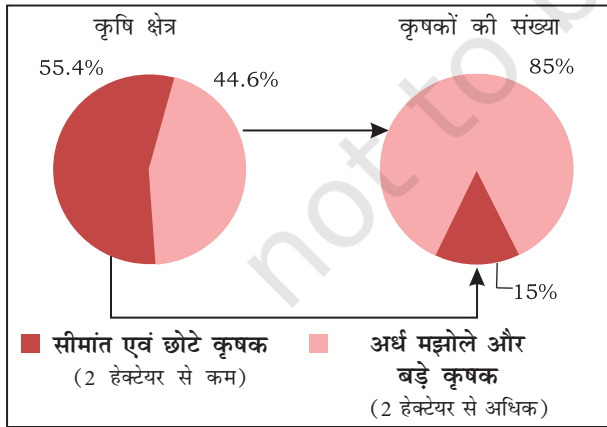 कृषि क्षेत्र
कृषकों की संख्या
55.4%
44.6%
85%
15%
सीमांत एवं छोटे कृषक
(2 हेक्टेयर से कम)
अर्ध मझोले और
बड़े कृषक
(2 हेक्टेयर से अधिक)
not to b